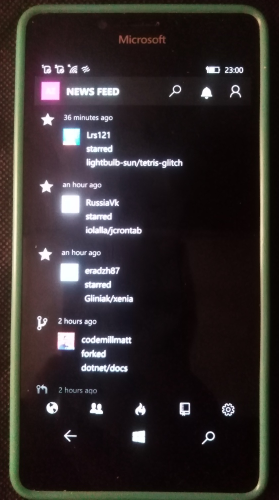 Microsoft
23:00
NEWS FEED
36 minutes ago
Lrs121
starred
lightbulb-sun/tetris-glitch
an hour ago
RussiaVk
starred
iolalla/jcrontab
an hour ago
eradzh87
starred
Gliniak/xenia
2 hours ago
codemillmatt
forked
dotnet/docs
2 hours ago